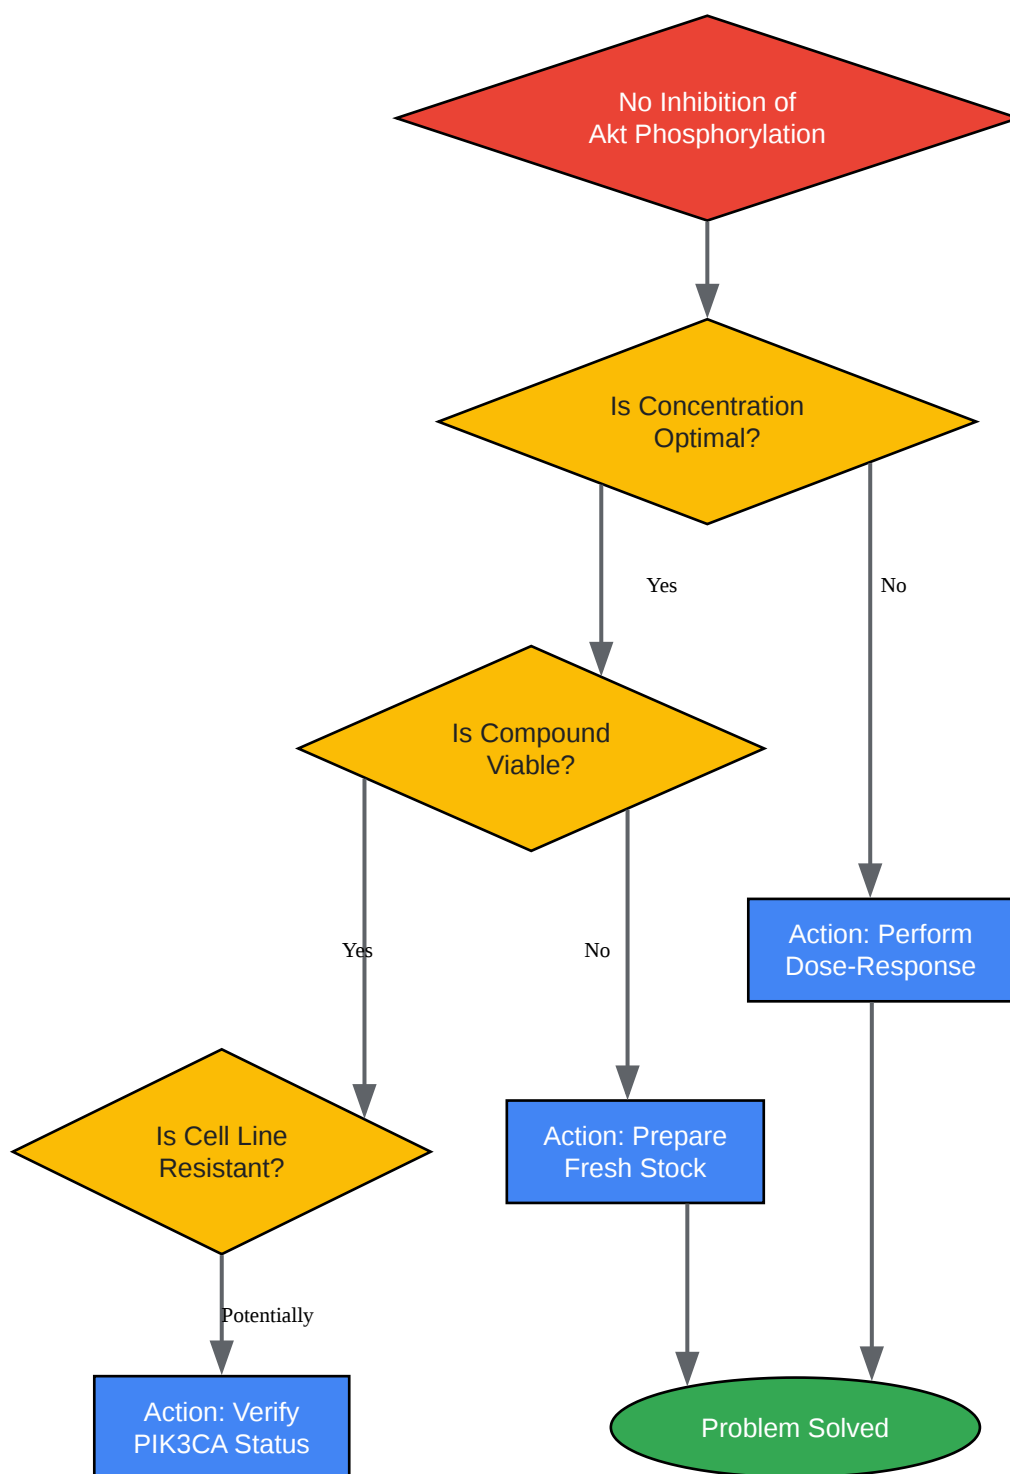 No Inhibition of
Akt Phosphorylation
Is Concentration
Optimal?
Yes
No
Is Compound
Viable?
Action: Perform
Dose-Response
Yes
No
Is Cell Line
Resistant?
Action: Prepare
Fresh Stock
Potentially
Action: Verify
PIK3CA Status
Problem Solved